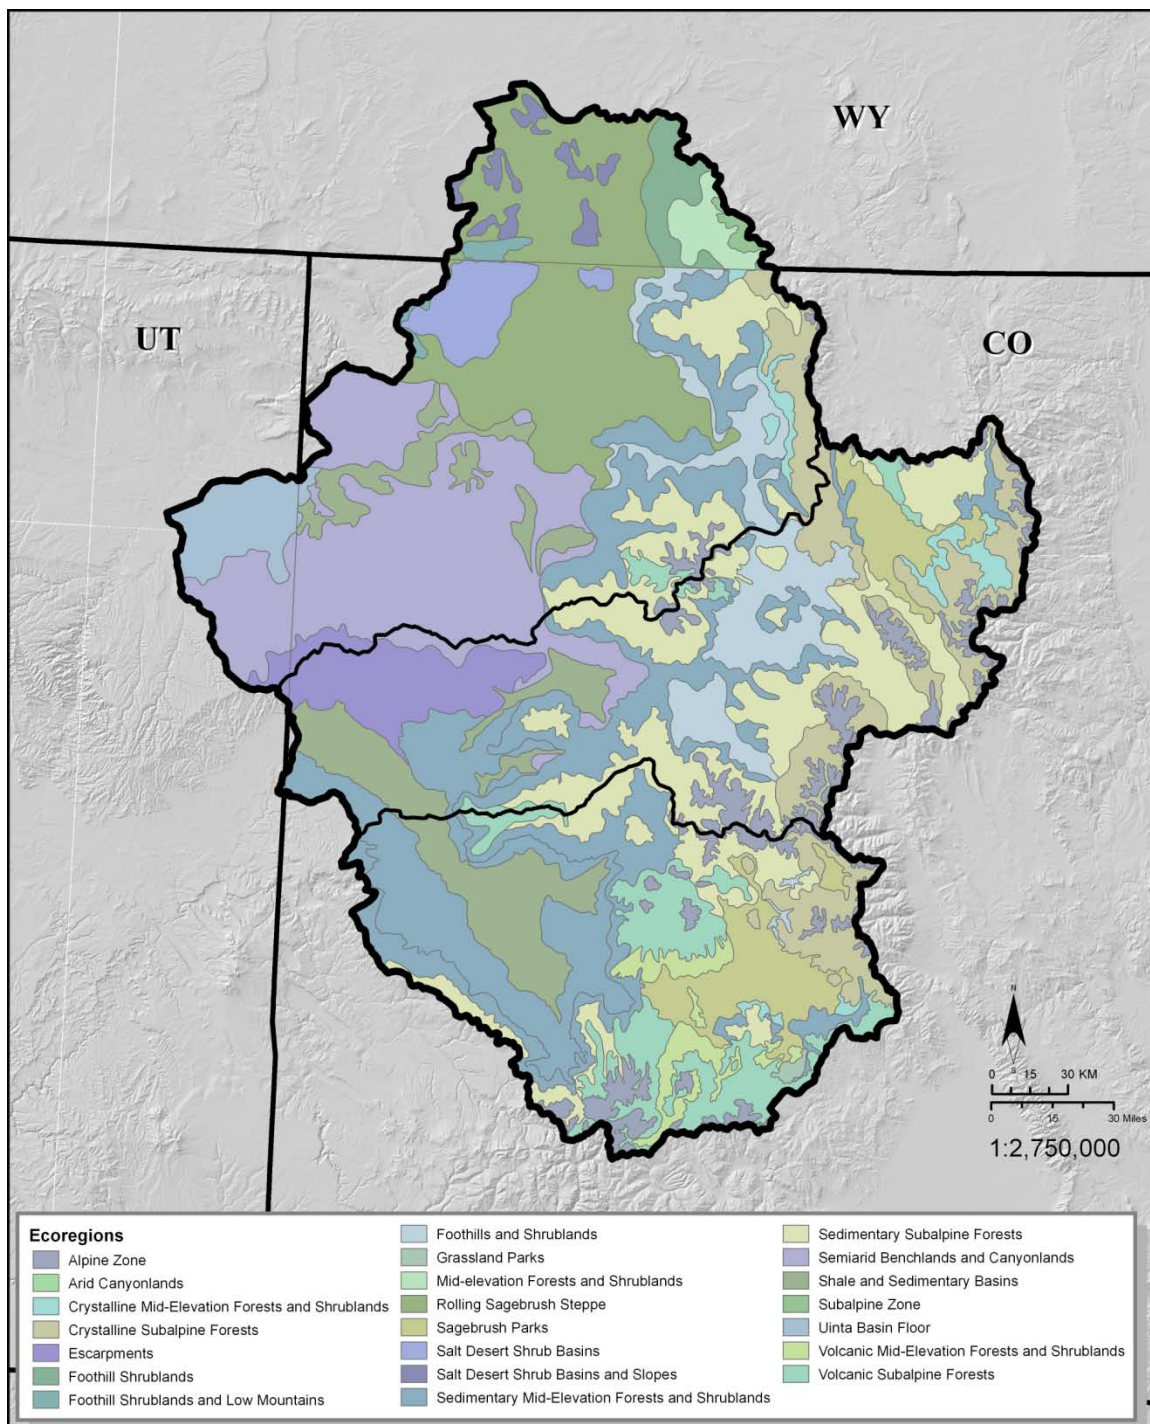 WY
UT
CO
N
S
0 15 30 KM
0 15 30 Miles
1:2,750,000
Ecoregions
Alpine Zone
Arid Canyonlands
Crystalline Mid-Elevation Forests and Shrublands
Crystalline Subalpine Forests
Escarpments
Foothill Shrublands
Foothill Shrublands and Low Mountains
Foothills and Shrublands
Grassland Parks
Mid-elevation Forests and Shrublands
Rolling Sagebrush Steppe
Sagebrush Parks
Salt Desert Shrub Basins
Salt Desert Shrub Basins and Slopes
Sedimentary Mid-Elevation Forests and Shrublands
Sedimentary Subalpine Forests
Semiarid Benchlands and Canyonlands
Shale and Sedimentary Basins
Subalpine Zone
Uinta Basin Floor
Volcanic Mid-Elevation Forests and Shrublands
Volcanic Subalpine Forests